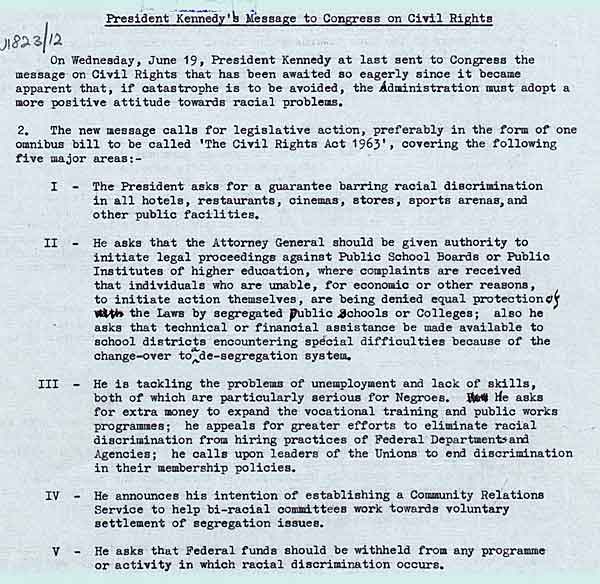 President Kennedy's Message to Congress on Civil Rights
U1823/12
On Wednesday, June 19, President Kennedy at last sent to Congress the
message on Civil Rights that has been awaited so eagerly since it became
apparent that, if catastrophe is to be avoided, the Administration must adopt a
more positive attitude towards racial problems.
2. The new message calls for legislative action, preferably in the form of one
omnibus bill to be called 'The Civil Rights Act 1963', covering the following
five major areas:-
I - The President asks for a guarantee barring racial discrimination
in all hotels, restaurants, cinemas, stores, sports arenas, and
other public facilities.
II - He asks that the Attorney General should be given authority to
initiate legal proceedings against Public School Boards or Public
Institutes of higher education, where complaints are received
that individuals who are unable, for economic or other reasons,
to initiate action themselves, are being denied equal protection of
the Laws by segregated Public Schools or Colleges; also he
asks that technical or financial assistance be made available to
school districts encountering special difficulties because of the
change-over to de-segregation system.
III - He is tackling the problems of unemployment and lack of skills,
both of which are particularly serious for Negroes. He asks
for extra money to expand the vocational training and public works
programmes; he appeals for greater efforts to eliminate racial
discrimination from hiring practices of Federal Departments and
Agencies; he calls upon leaders of the Unions to end discrimination
in their membership policies.
IV - He announces his intention of establishing a Community Relations
Service to help bi-racial committees work towards voluntary
settlement of segregation issues.
V - He asks that Federal funds should be withheld from any programme
or activity in which racial discrimination occurs.